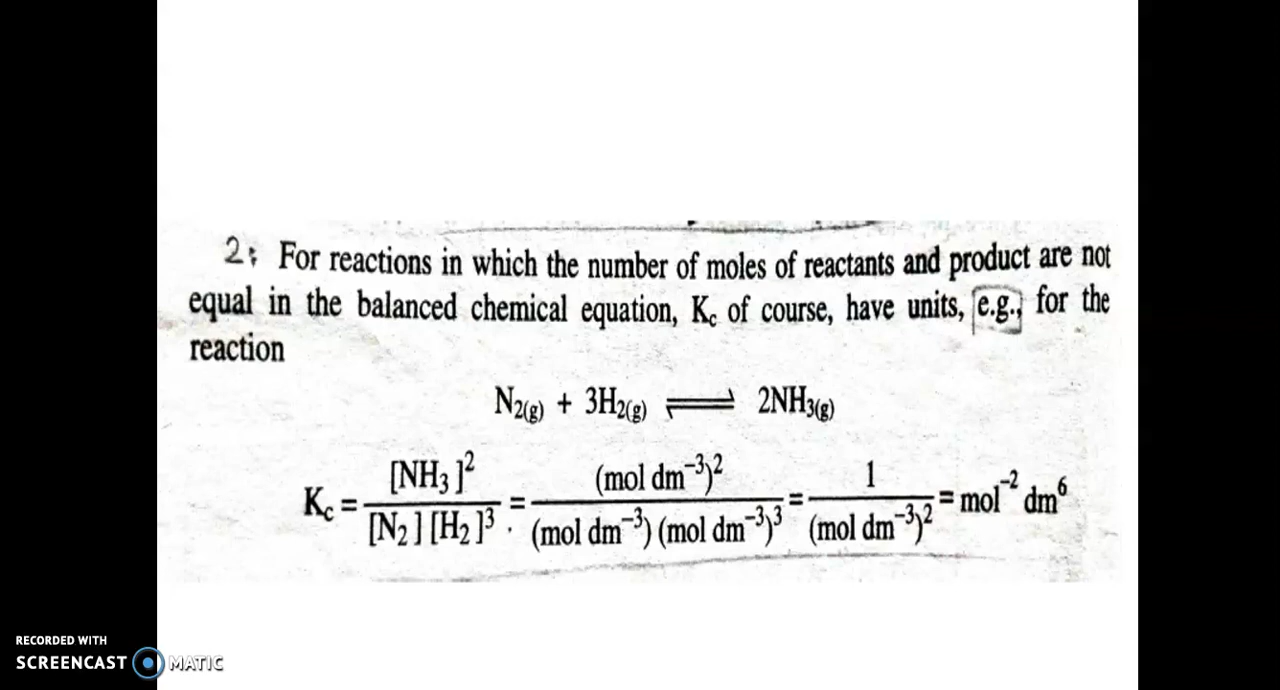 2; For reactions in which the number of moles of reactants and product are not
equal in the balanced chemical equation, Kc of course, have units, e.g., for the
reaction
N2(g) + 3H2(g) ⇌ 2NH3(g)
Kc = [NH3]² / [N2] [H2]³ . = (mol dm⁻³)² / (mol dm⁻³) (mol dm⁻³)³ = 1 / (mol dm⁻³)² = mol⁻² dm⁶
RECORDED WITH
SCREENCAST MATIC